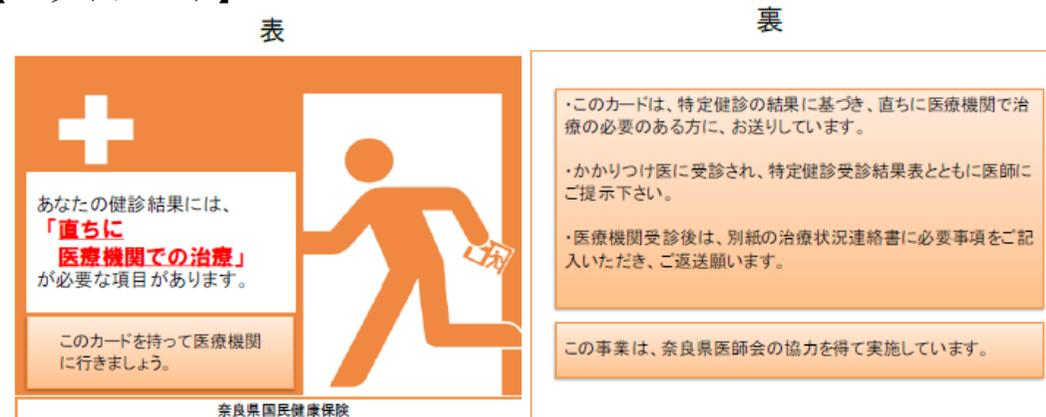 表
あなたの健診結果には、
「直ちに
医療機関での治療」
が必要な項目があります。
このカードを持って医療機関
に行きましょう。
奈良県国民健康保険
裏
・このカードは、特定健診の結果に基づき、直ちに医療機関で治
療の必要のある方に、お送りしています。
・かかりつけ医に受診され、特定健診受診結果表とともに医師に
ご提示下さい。
・医療機関受診後は、別紙の治療状況連絡書に必要事項をご記
入いただき、ご返送願います。
この事業は、奈良県医師会の協力を得て実施しています。